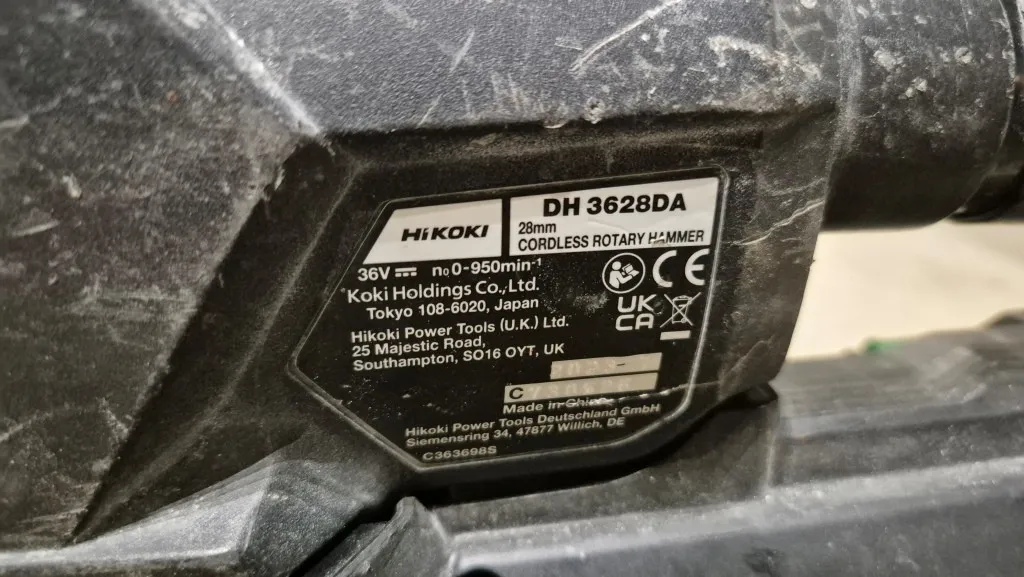 HiKOKI
DH 3628DA
28mm
CORDLESS ROTARY HAMMER
36V n₀ 0-950min⁻¹
Koki Holdings Co., Ltd.
Tokyo 108-6020, Japan
Hikoki Power Tools (U.K.) Ltd.
25 Majestic Road,
Southampton, SO16 OYT, UK
CE
UK
CA
C
Made in China
Hikoki Power Tools Deutschland GmbH
Siemensring 34, 47877 Willich, DE
C363698S